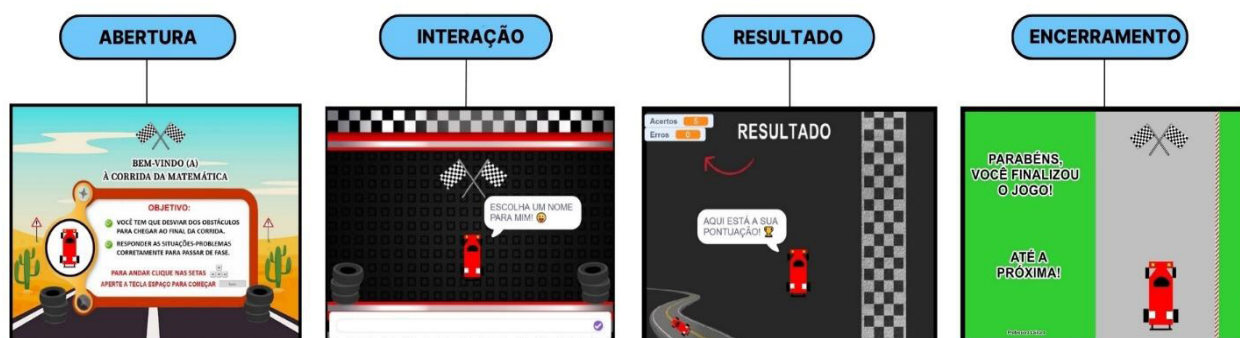 ABERTURA
INTERAÇÃO
RESULTADO
ENCERRAMENTO
BEM-VINDO (A)
À CORRIDA DA MATEMÁTICA
OBJETIVO:
VOCÊ TEM QUE DESVIAR DOS OBSTÁCULOS
PARA CHEGAR AO FINAL DA CORRIDA.
RESPONDER AS SITUAÇÕES-PROBLEMAS
CORRETAMENTE PARA PASSAR DE FASE.
PARA ANDAR CLIQUE NAS SETAS
APERTE A TECLA ESPAÇO PARA COMEÇAR
ESCOLHA UM NOME
PARA MIM! 😀
Acertos 5
Erros 0
RESULTADO
AQUI ESTÁ A SUA
PONTUAÇÃO! 🏆
PARABÉNS,
VOCÊ FINALIZOU
O JOGO!
ATÉ A
PRÓXIMA!